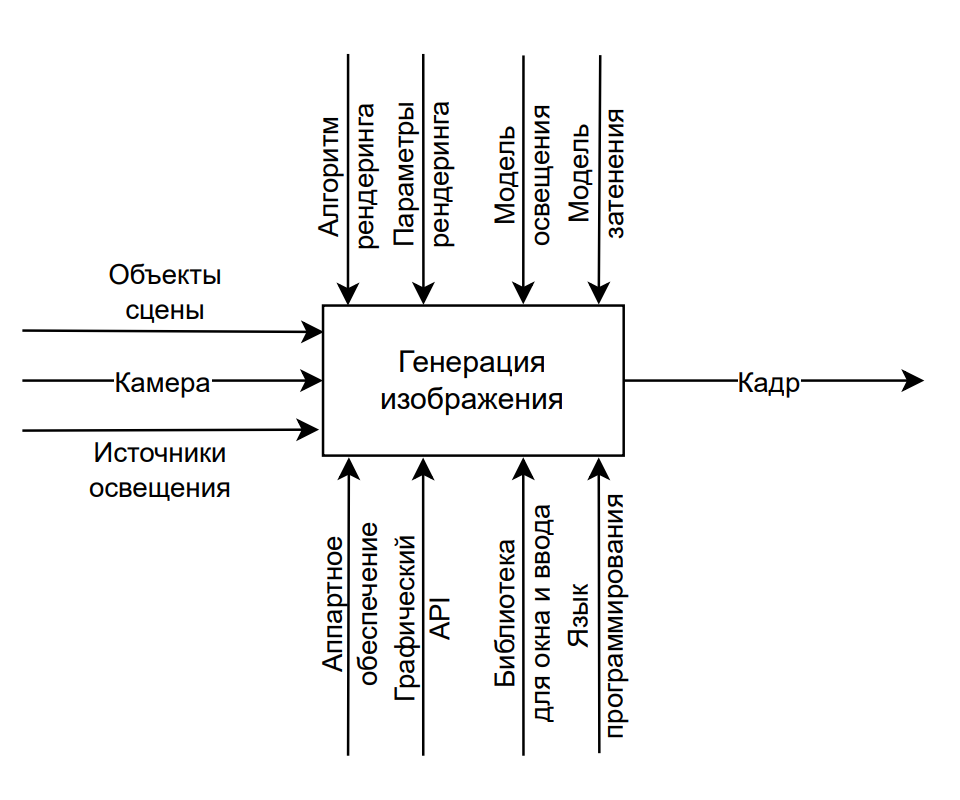 Алгоритм
рендеринга
Параметры
рендеринга
Модель
освещения
Модель
затенения
Объекты
сцены
Камера
Источники
освещения
Генерация
изображения
Кадр
Аппартное
обеспечение
Графический
API
Библиотека
для окна и ввода
Язык
программирования